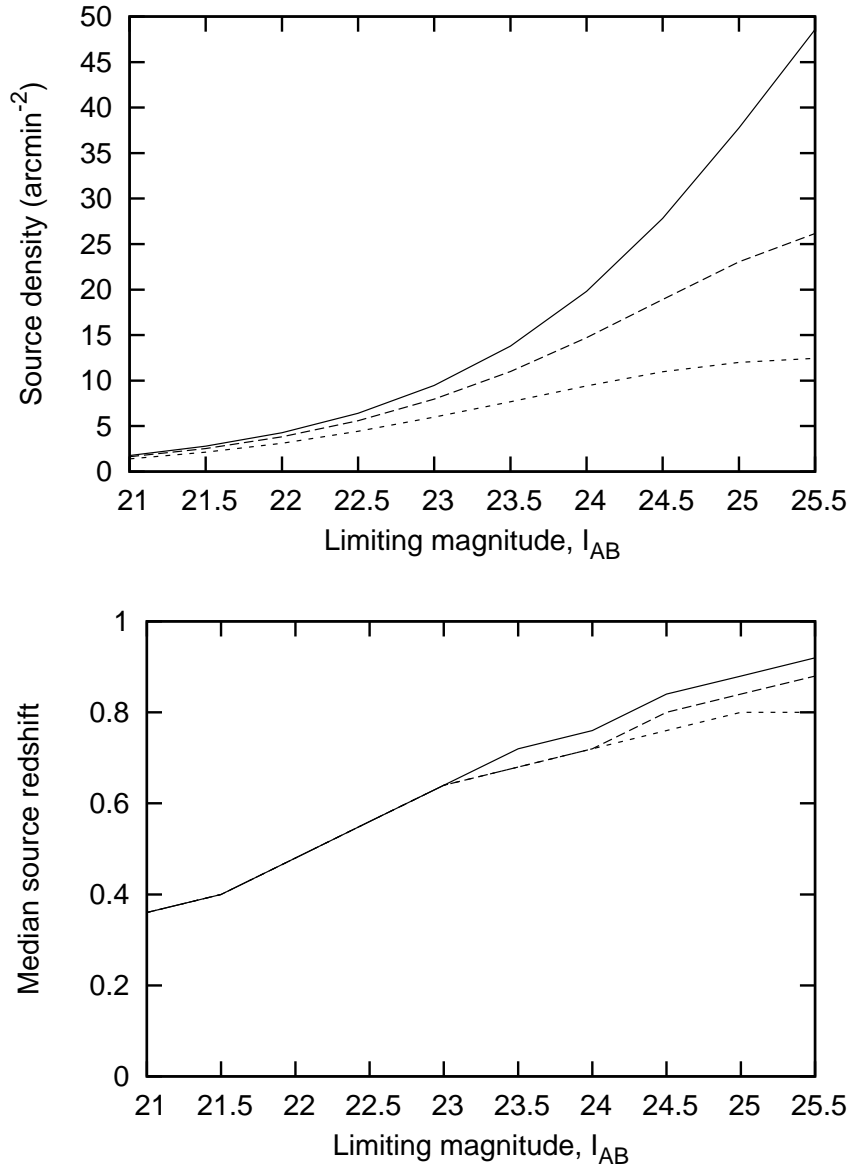 50
45
40
35
30
25
20
15
10
5
0
Source density (arcmin-2)
21 21.5 22 22.5 23 23.5 24 24.5 25 25.5
Limiting magnitude, IAB
1
0.8
0.6
0.4
0.2
0
Median source redshift
21 21.5 22 22.5 23 23.5 24 24.5 25 25.5
Limiting magnitude, IAB